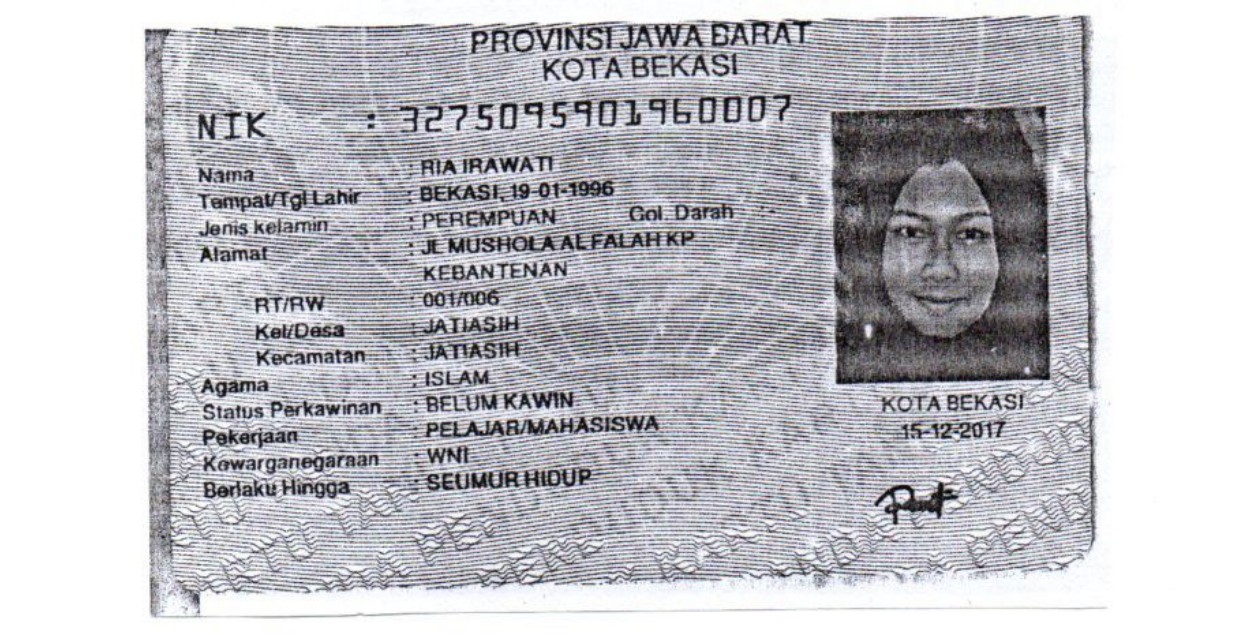 PROVINSI JAWA BARAT
KOTA BEKASI
NIK : 3275095901960007
Nama : RIA IRAWATI
Tempat/Tgl Lahir : BEKASI, 19-01-1996
Jenis kelamin : PEREMPUAN Gol. Darah : -
Alamat : JL MUSHOLA AL FALAH KP
KEBANTENAN
RT/RW : 001/006
Kel/Desa : JATIASIH
Kecamatan : JATIASIH
Agama : ISLAM
Status Perkawinan : BELUM KAWIN
Pekerjaan : PELAJAR/MAHASISWA
Kewarganegaraan : WNI
Berlaku Hingga : SEUMUR HIDUP
KOTA BEKASI
15-12-2017